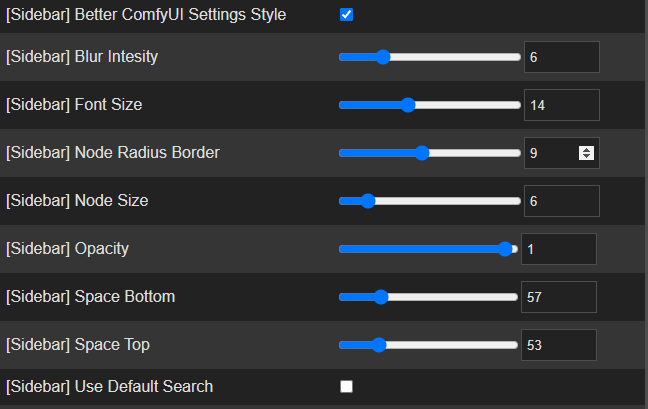 [Sidebar] Better ComfyUI Settings Style
[Sidebar] Blur Intesity 6
[Sidebar] Font Size 14
[Sidebar] Node Radius Border 9
[Sidebar] Node Size 6
[Sidebar] Opacity 1
[Sidebar] Space Bottom 57
[Sidebar] Space Top 53
[Sidebar] Use Default Search